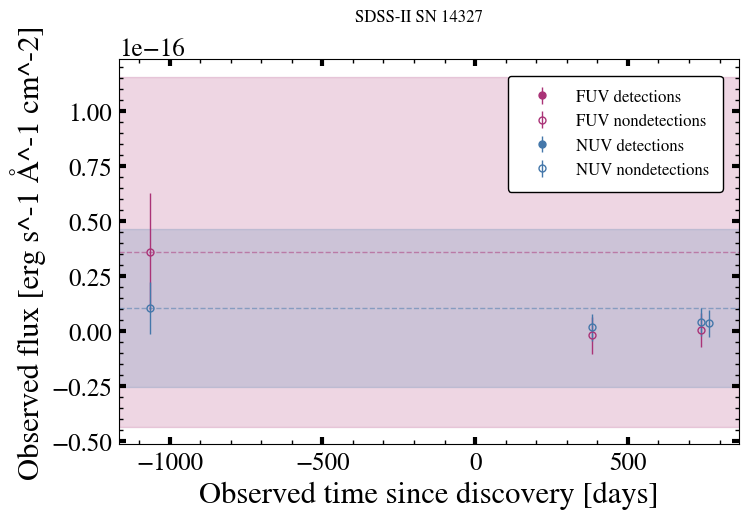 SDSS-II SN 14327
1e−16
Observed flux [erg s^-1 Å^-1 cm^-2]
1.00
0.75
0.50
0.25
0.00
−0.25
−0.50
FUV detections
FUV nondetections
NUV detections
NUV nondetections
−1000
−500
0
500
Observed time since discovery [days]